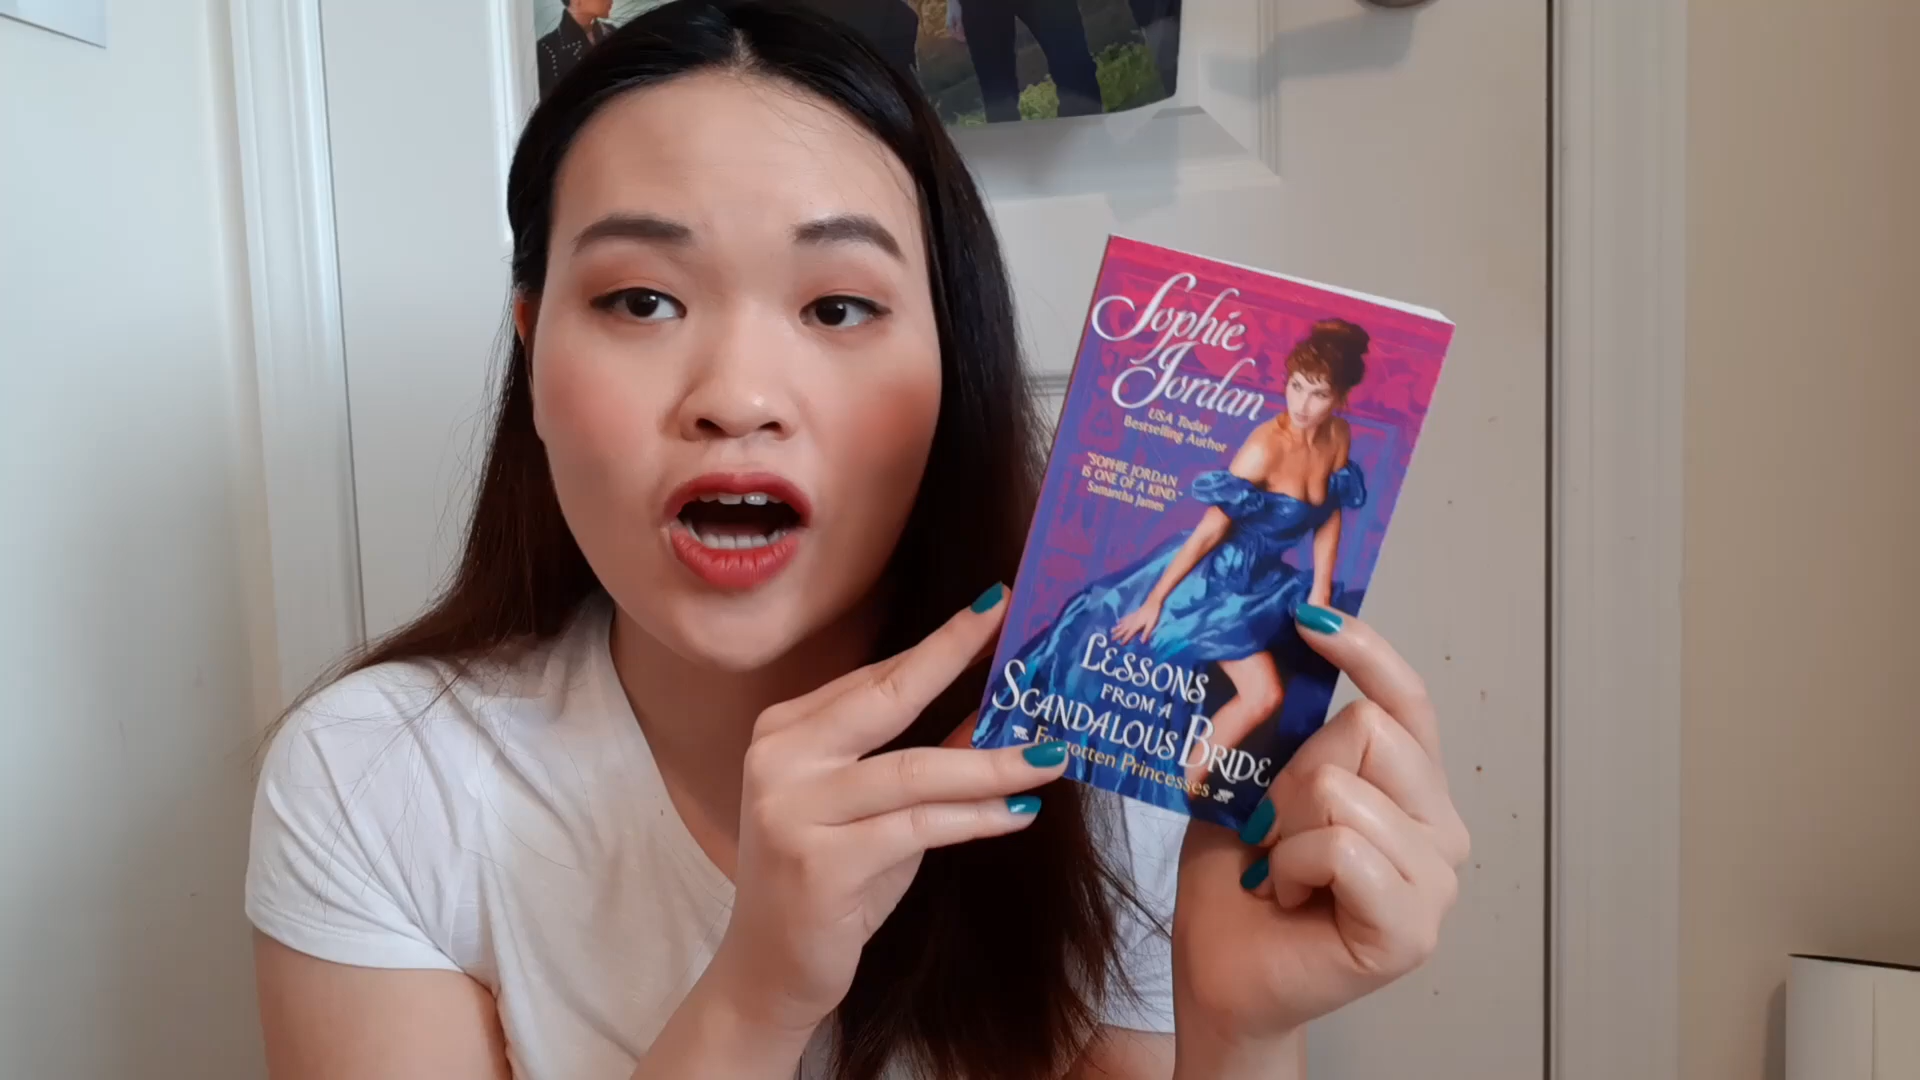 Sophie
Jordan
USA Today
Bestselling Author
"SOPHIE JORDAN
IS ONE OF A KIND."
Samantha James
LESSONS
FROM A
SCANDALOUS BRIDE
Forgotten Princesses